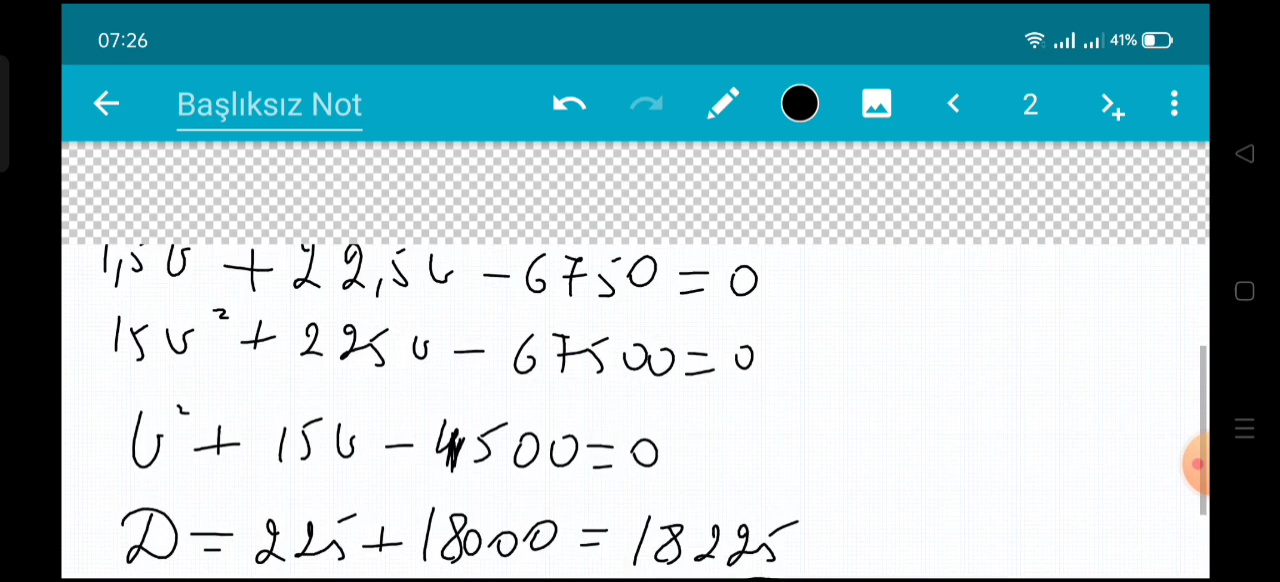 07:26 41%
Başlıksız Not 2
1,5v + 22,5v - 6750 = 0
15v² + 225v - 67500 = 0
v² + 15v - 4500 = 0
D = 225 + 18000 = 18225